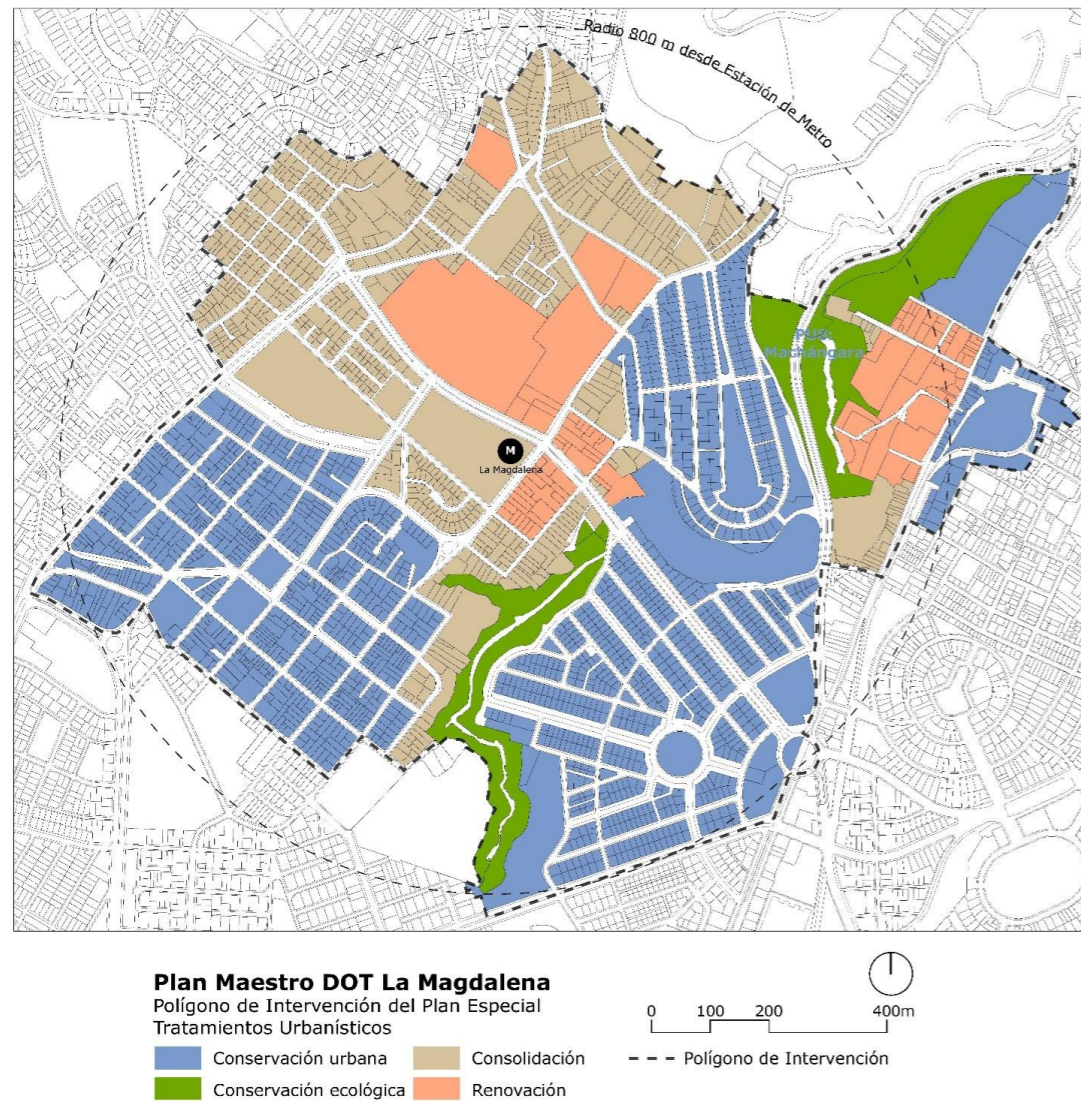 Radio 800 m desde Estación de Metro
PUS:
Machángara
M
La Magdalena
Plan Maestro DOT La Magdalena
Polígono de Intervención del Plan Especial
Tratamientos Urbanísticos
0 100 200 400m
Conservación urbana
Consolidación
Polígono de Intervención
Conservación ecológica
Renovación